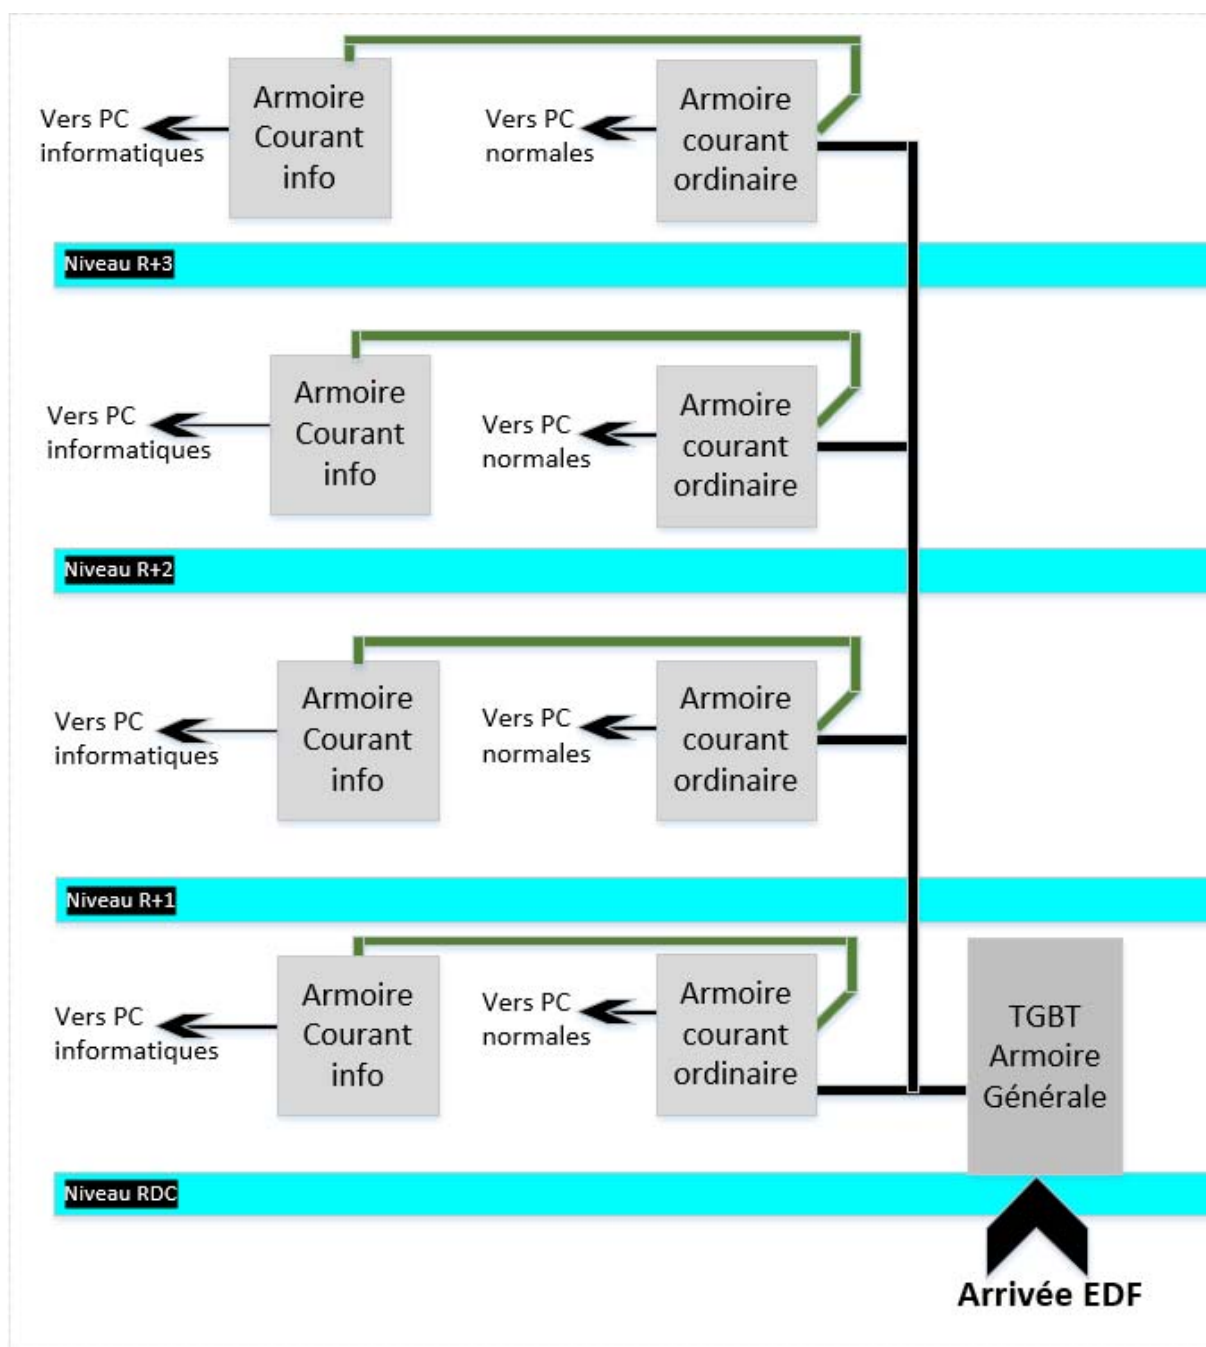 Vers PC
informatiques
Armoire
Courant
info
Vers PC
normales
Armoire
courant
ordinaire
Niveau R+3
Vers PC
informatiques
Armoire
Courant
info
Vers PC
normales
Armoire
courant
ordinaire
Niveau R+2
Vers PC
informatiques
Armoire
Courant
info
Vers PC
normales
Armoire
courant
ordinaire
Niveau R+1
Vers PC
informatiques
Armoire
Courant
info
Vers PC
normales
Armoire
courant
ordinaire
TGBT
Armoire
Générale
Niveau RDC
Arrivée EDF